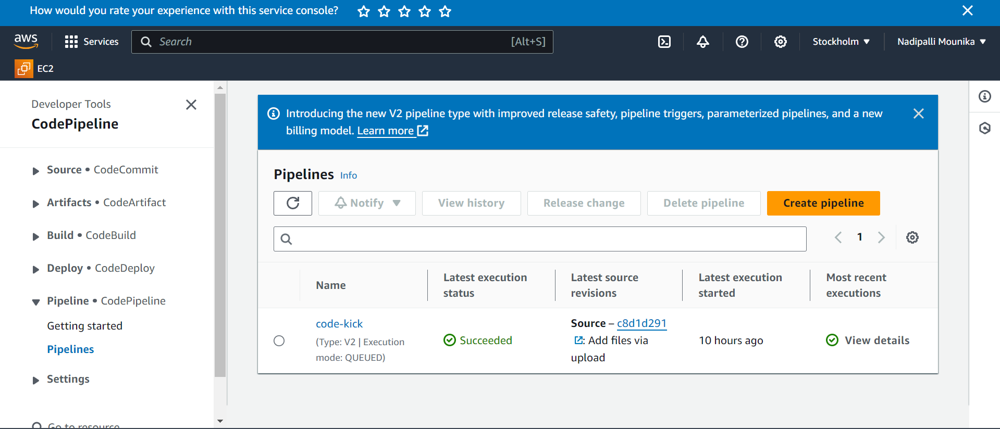 How would you rate your experience with this service console?
aws
Services
Search
[Alt+S]
Stockholm
Nadipalli Mounika
EC2
Developer Tools
CodePipeline
Source • CodeCommit
Artifacts • CodeArtifact
Build • CodeBuild
Deploy • CodeDeploy
Pipeline • CodePipeline
Getting started
Pipelines
Settings
Go to resource
Introducing the new V2 pipeline type with improved release safety, pipeline triggers, parameterized pipelines, and a new
billing model. Learn more
Pipelines Info
Notify
View history
Release change
Delete pipeline
Create pipeline
1
Name
Latest execution
status
Latest source
revisions
Latest execution
started
Most recent
executions
code-kick
(Type: V2 | Execution
mode: QUEUED)
Succeeded
Source – c8d1d291
: Add files via
upload
10 hours ago
View details